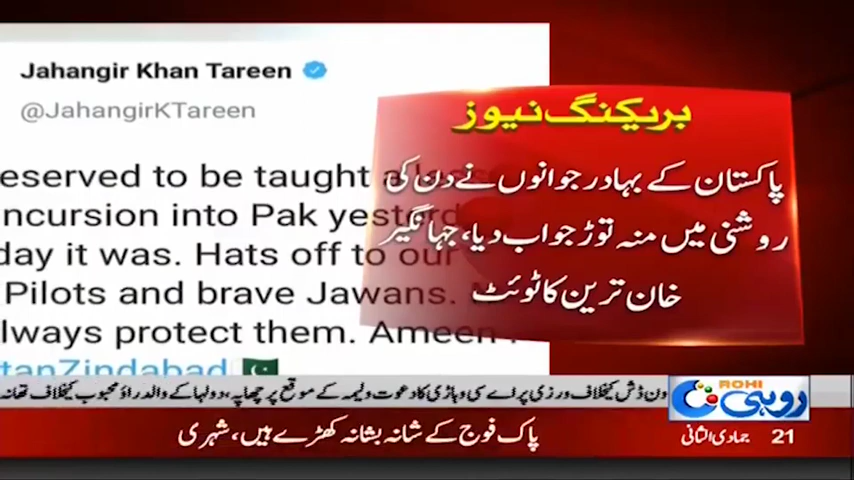 Jahangir Khan Tareen
@JahangirKTareen
eserved to be taught a
ncursion into Pak yesterd
day it was. Hats off to our
Pilots and brave Jawans.
lways protect them. Ameen
tanZindabad
بریکنگ نیوز
پاکستان کے بہادر جوانوں نے دن کی
روشنی میں منہ توڑ جواب دیا، جہانگیر
خان ترین کا ٹوئٹ
ون ڈش کیخلاف ورزی پر اے سی وہاڑی کا دعوت ولیمہ کے موقع پر چھاپہ، دولہا کے والد راؤ محبوب کیخلاف تھانہ
ROHI
روہی
پاک فوج کے شانہ بشانہ کھڑے ہیں، شہری
21 جمادی الثانی